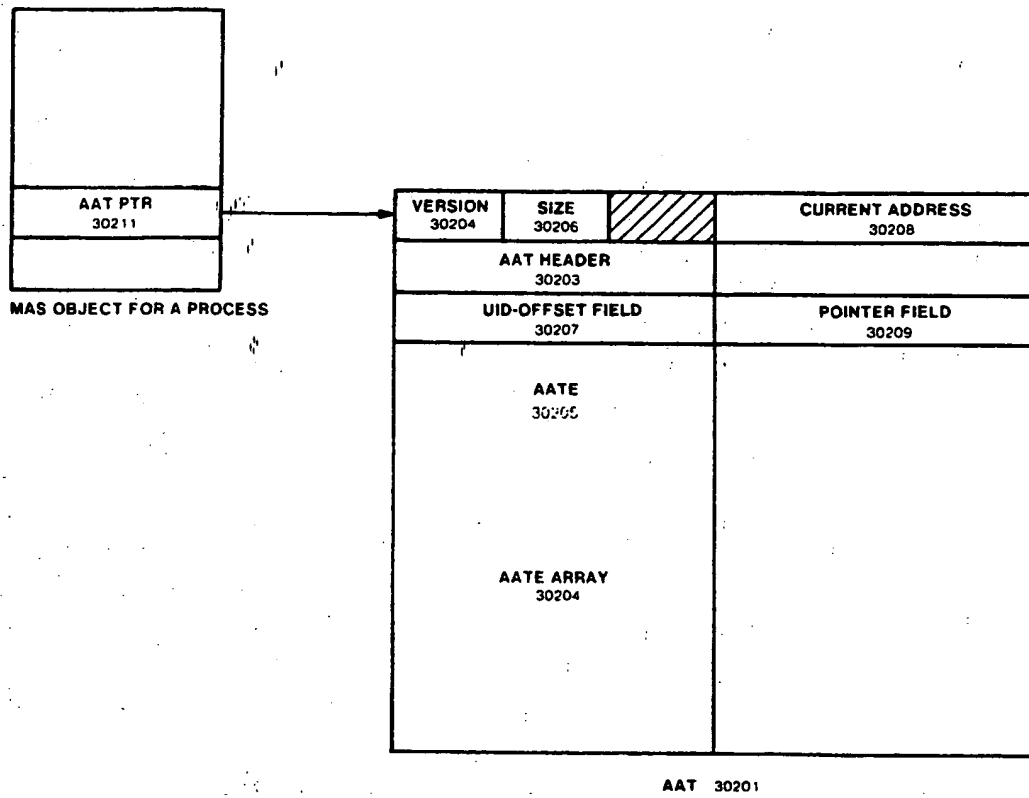 AAT PTR
30211
MAS OBJECT FOR A PROCESS
VERSION
30204
SIZE
30206
CURRENT ADDRESS
30208
AAT HEADER
30203
UID-OFFSET FIELD
30207
POINTER FIELD
30209
AATE
30205
AATE ARRAY
30204
AAT 30201